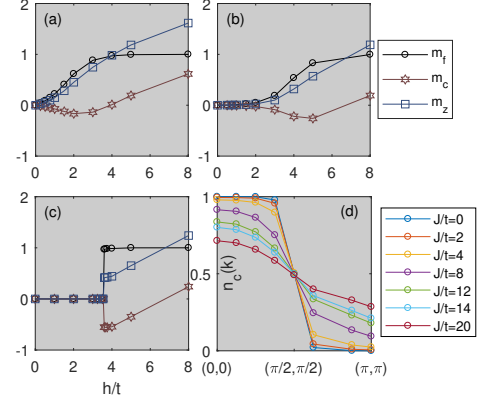 (a)
1
0
-1
0 2 4 6 8
(b)
1
0
-1
0 2 4 6 8
m_f
m_c
m_z
(c)
2
1
0
-1
0 2 4 6 8
h/t
(d)
1
0.5
0
n_c(k)
(0,0) (π/2,π/2) (π,π)
J/t=0
J/t=2
J/t=4
J/t=8
J/t=12
J/t=14
J/t=20